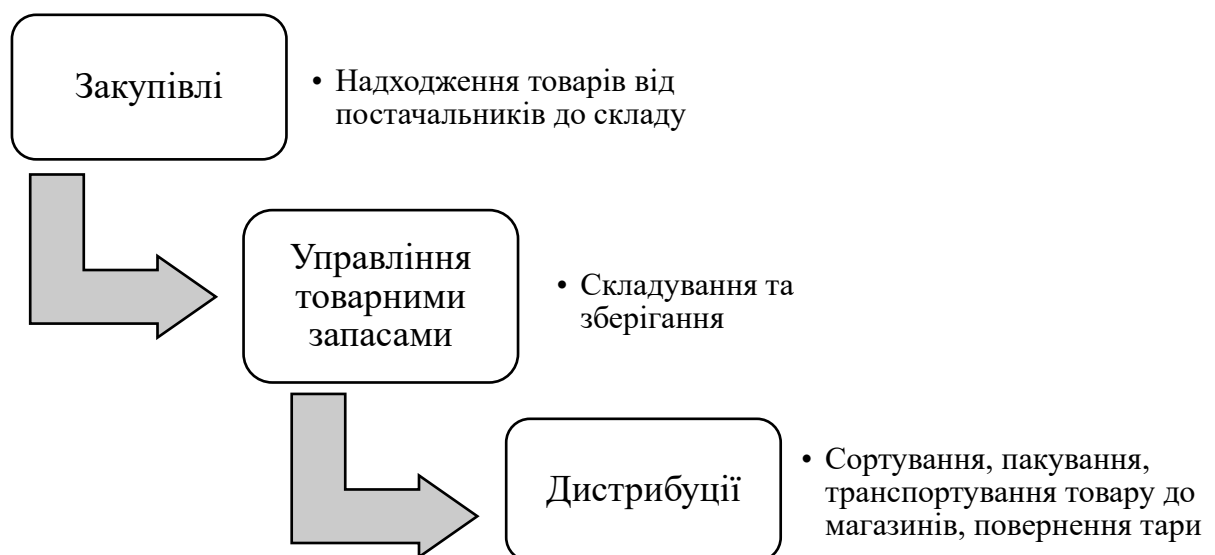 Закупівлі
• Надходження товарів від
постачальників до складу
Управління
товарними
запасами
• Складування та
зберігання
Дистрибуції
• Сортування, пакування,
транспортування товару до
магазинів, повернення тари